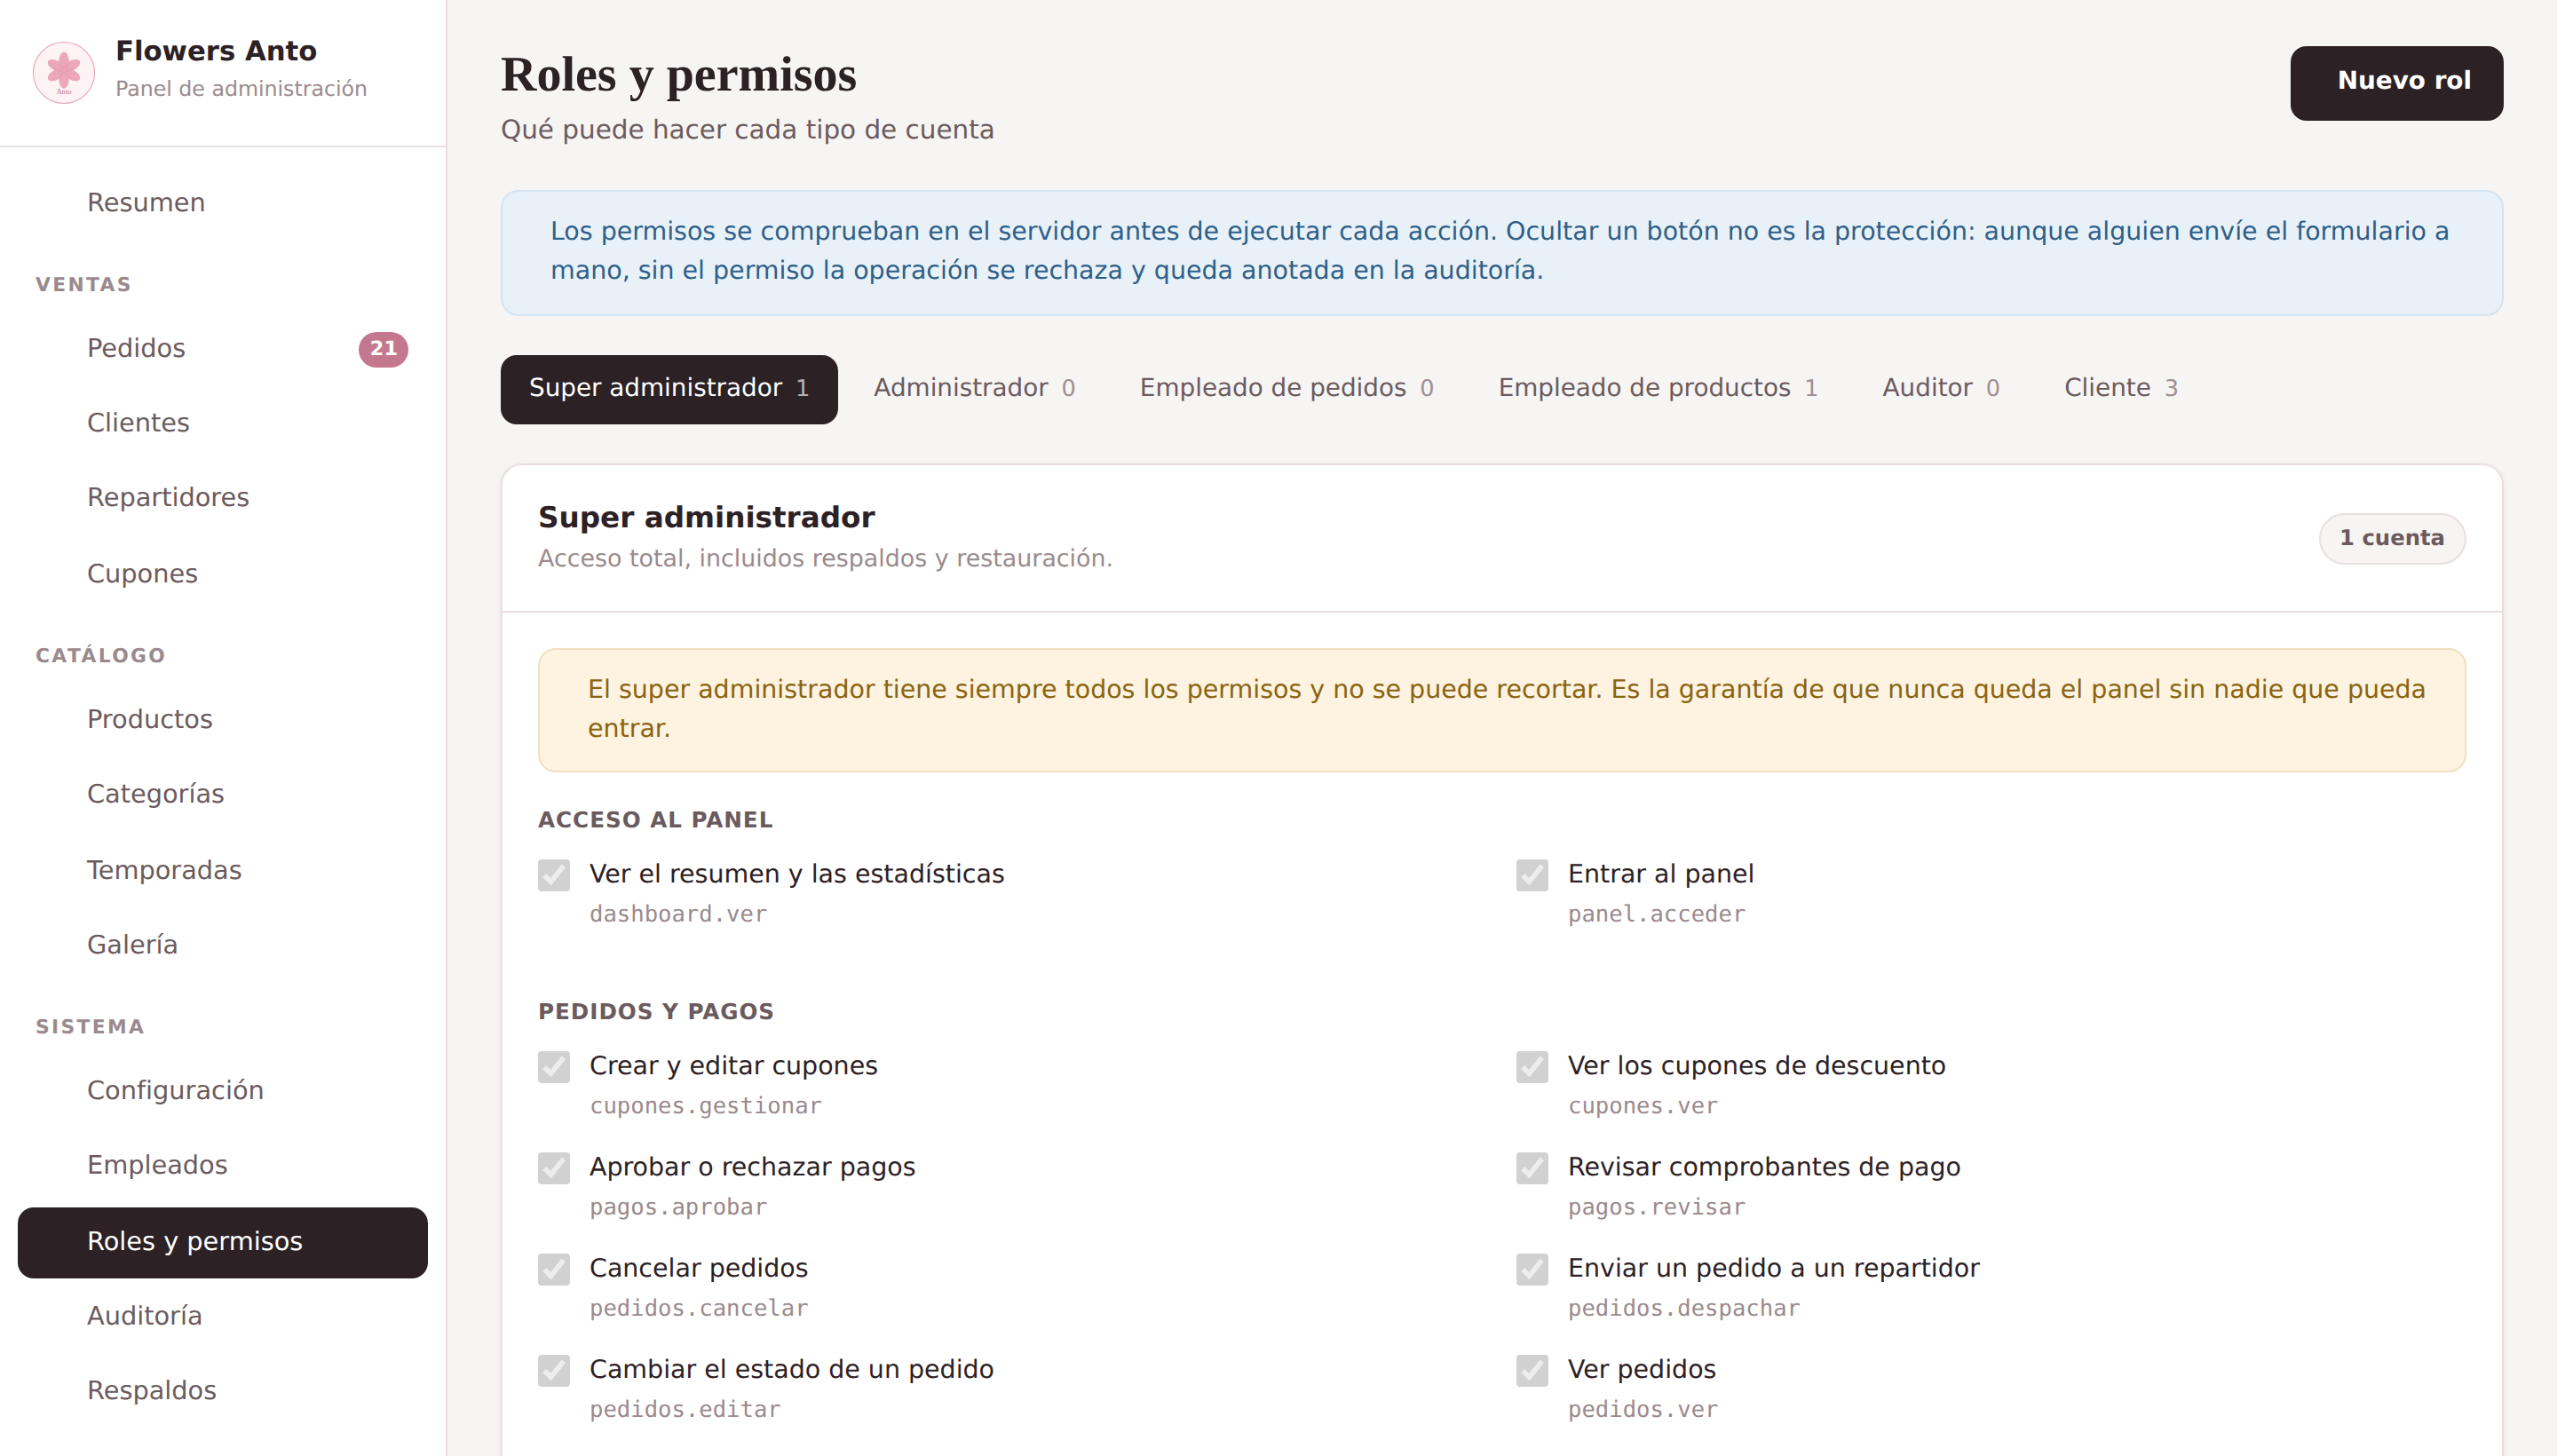 Flowers Anto
Panel de administración
Anto
Resumen
VENTAS
Pedidos 21
Clientes
Repartidores
Cupones
CATÁLOGO
Productos
Categorías
Temporadas
Galería
SISTEMA
Configuración
Empleados
Roles y permisos
Auditoría
Respaldos
Roles y permisos
Qué puede hacer cada tipo de cuenta
Nuevo rol
Los permisos se comprueban en el servidor antes de ejecutar cada acción. Ocultar un botón no es la protección: aunque alguien envíe el formulario a
mano, sin el permiso la operación se rechaza y queda anotada en la auditoría.
Super administrador 1 Administrador 0 Empleado de pedidos 0 Empleado de productos 1 Auditor 0 Cliente 3
Super administrador
Acceso total, incluidos respaldos y restauración.
1 cuenta
El super administrador tiene siempre todos los permisos y no se puede recortar. Es la garantía de que nunca queda el panel sin nadie que pueda
entrar.
ACCESO AL PANEL
Ver el resumen y las estadísticas
dashboard.ver
Entrar al panel
panel.acceder
PEDIDOS Y PAGOS
Crear y editar cupones
cupones.gestionar
Ver los cupones de descuento
cupones.ver
Aprobar o rechazar pagos
pagos.aprobar
Revisar comprobantes de pago
pagos.revisar
Cancelar pedidos
pedidos.cancelar
Enviar un pedido a un repartidor
pedidos.despachar
Cambiar el estado de un pedido
pedidos.editar
Ver pedidos
pedidos.ver